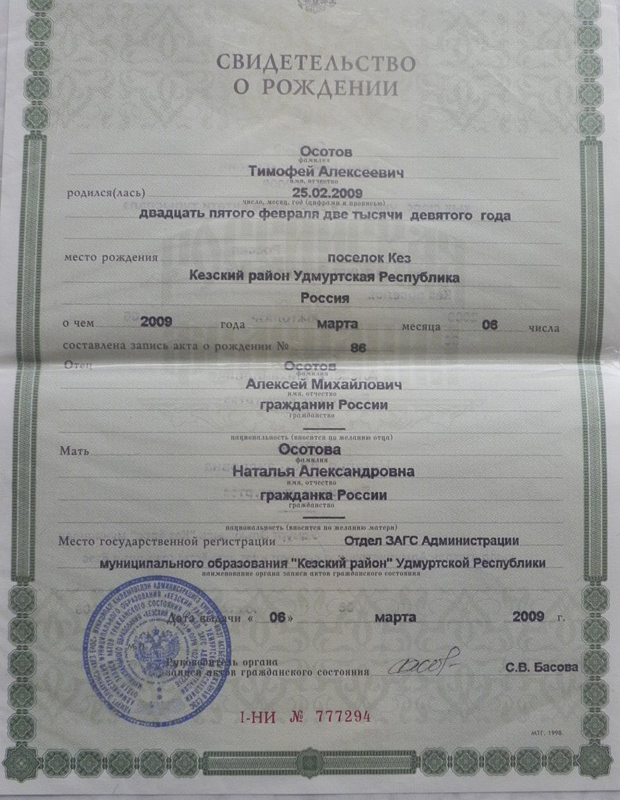 СВИДЕТЕЛЬСТВО
О РОЖДЕНИИ
Осотов
фамилия
Тимофей Алексеевич
имя, отчество
родился(лась) 25.02.2009
число, месяц, год (цифрами и прописью)
двадцать пятого февраля две тысячи девятого года
место рождения поселок Кез
Кезский район Удмуртская Республика
Россия
о чем 2009 года марта месяца 06 числа
составлена запись акта о рождении № 86
Отец Осотов
фамилия
Алексей Михайлович
имя, отчество
гражданин России
гражданство
национальность (вносится по желанию отца)
Мать Осотова
фамилия
Наталья Александровна
имя, отчество
гражданка России
гражданство
национальность (вносится по желанию матери)
Место государственной регистрации Отдел ЗАГС Администрации
муниципального образования "Кезский район" Удмуртской Республики
наименование органа записи актов гражданского состояния
Дата выдачи « 06 » марта 2009 г.
Руководитель органа
записи актов гражданского состояния С.В. Басова
I-НИ № 777294
МТГ, 1998.